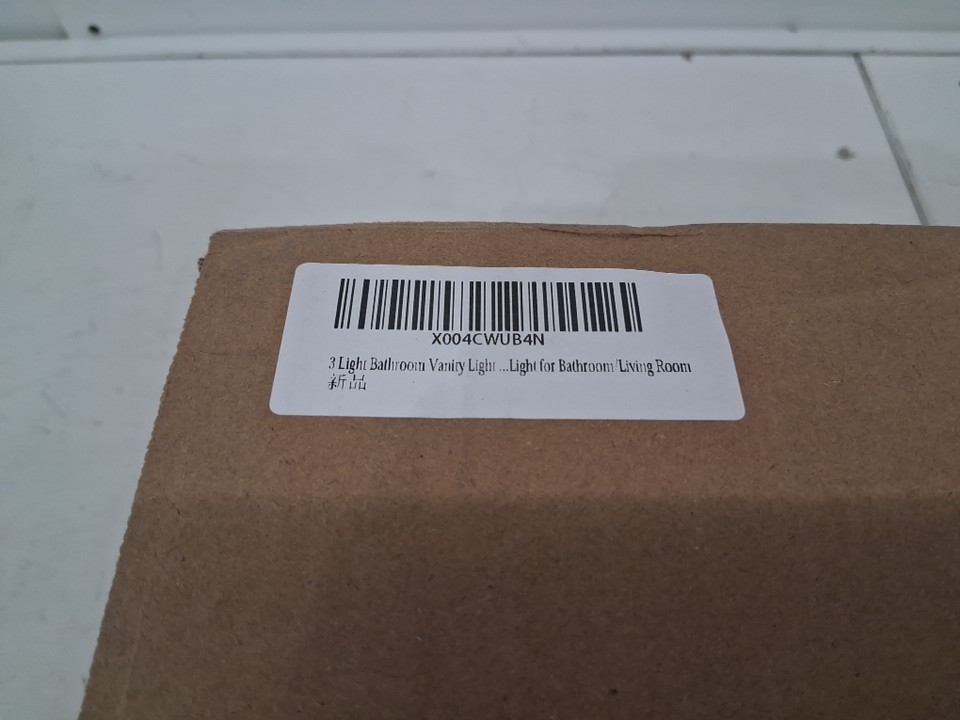 X004CWUB4N
3 Light Bathroom Vanity Light ...Light for Bathroom/Living Room
新品